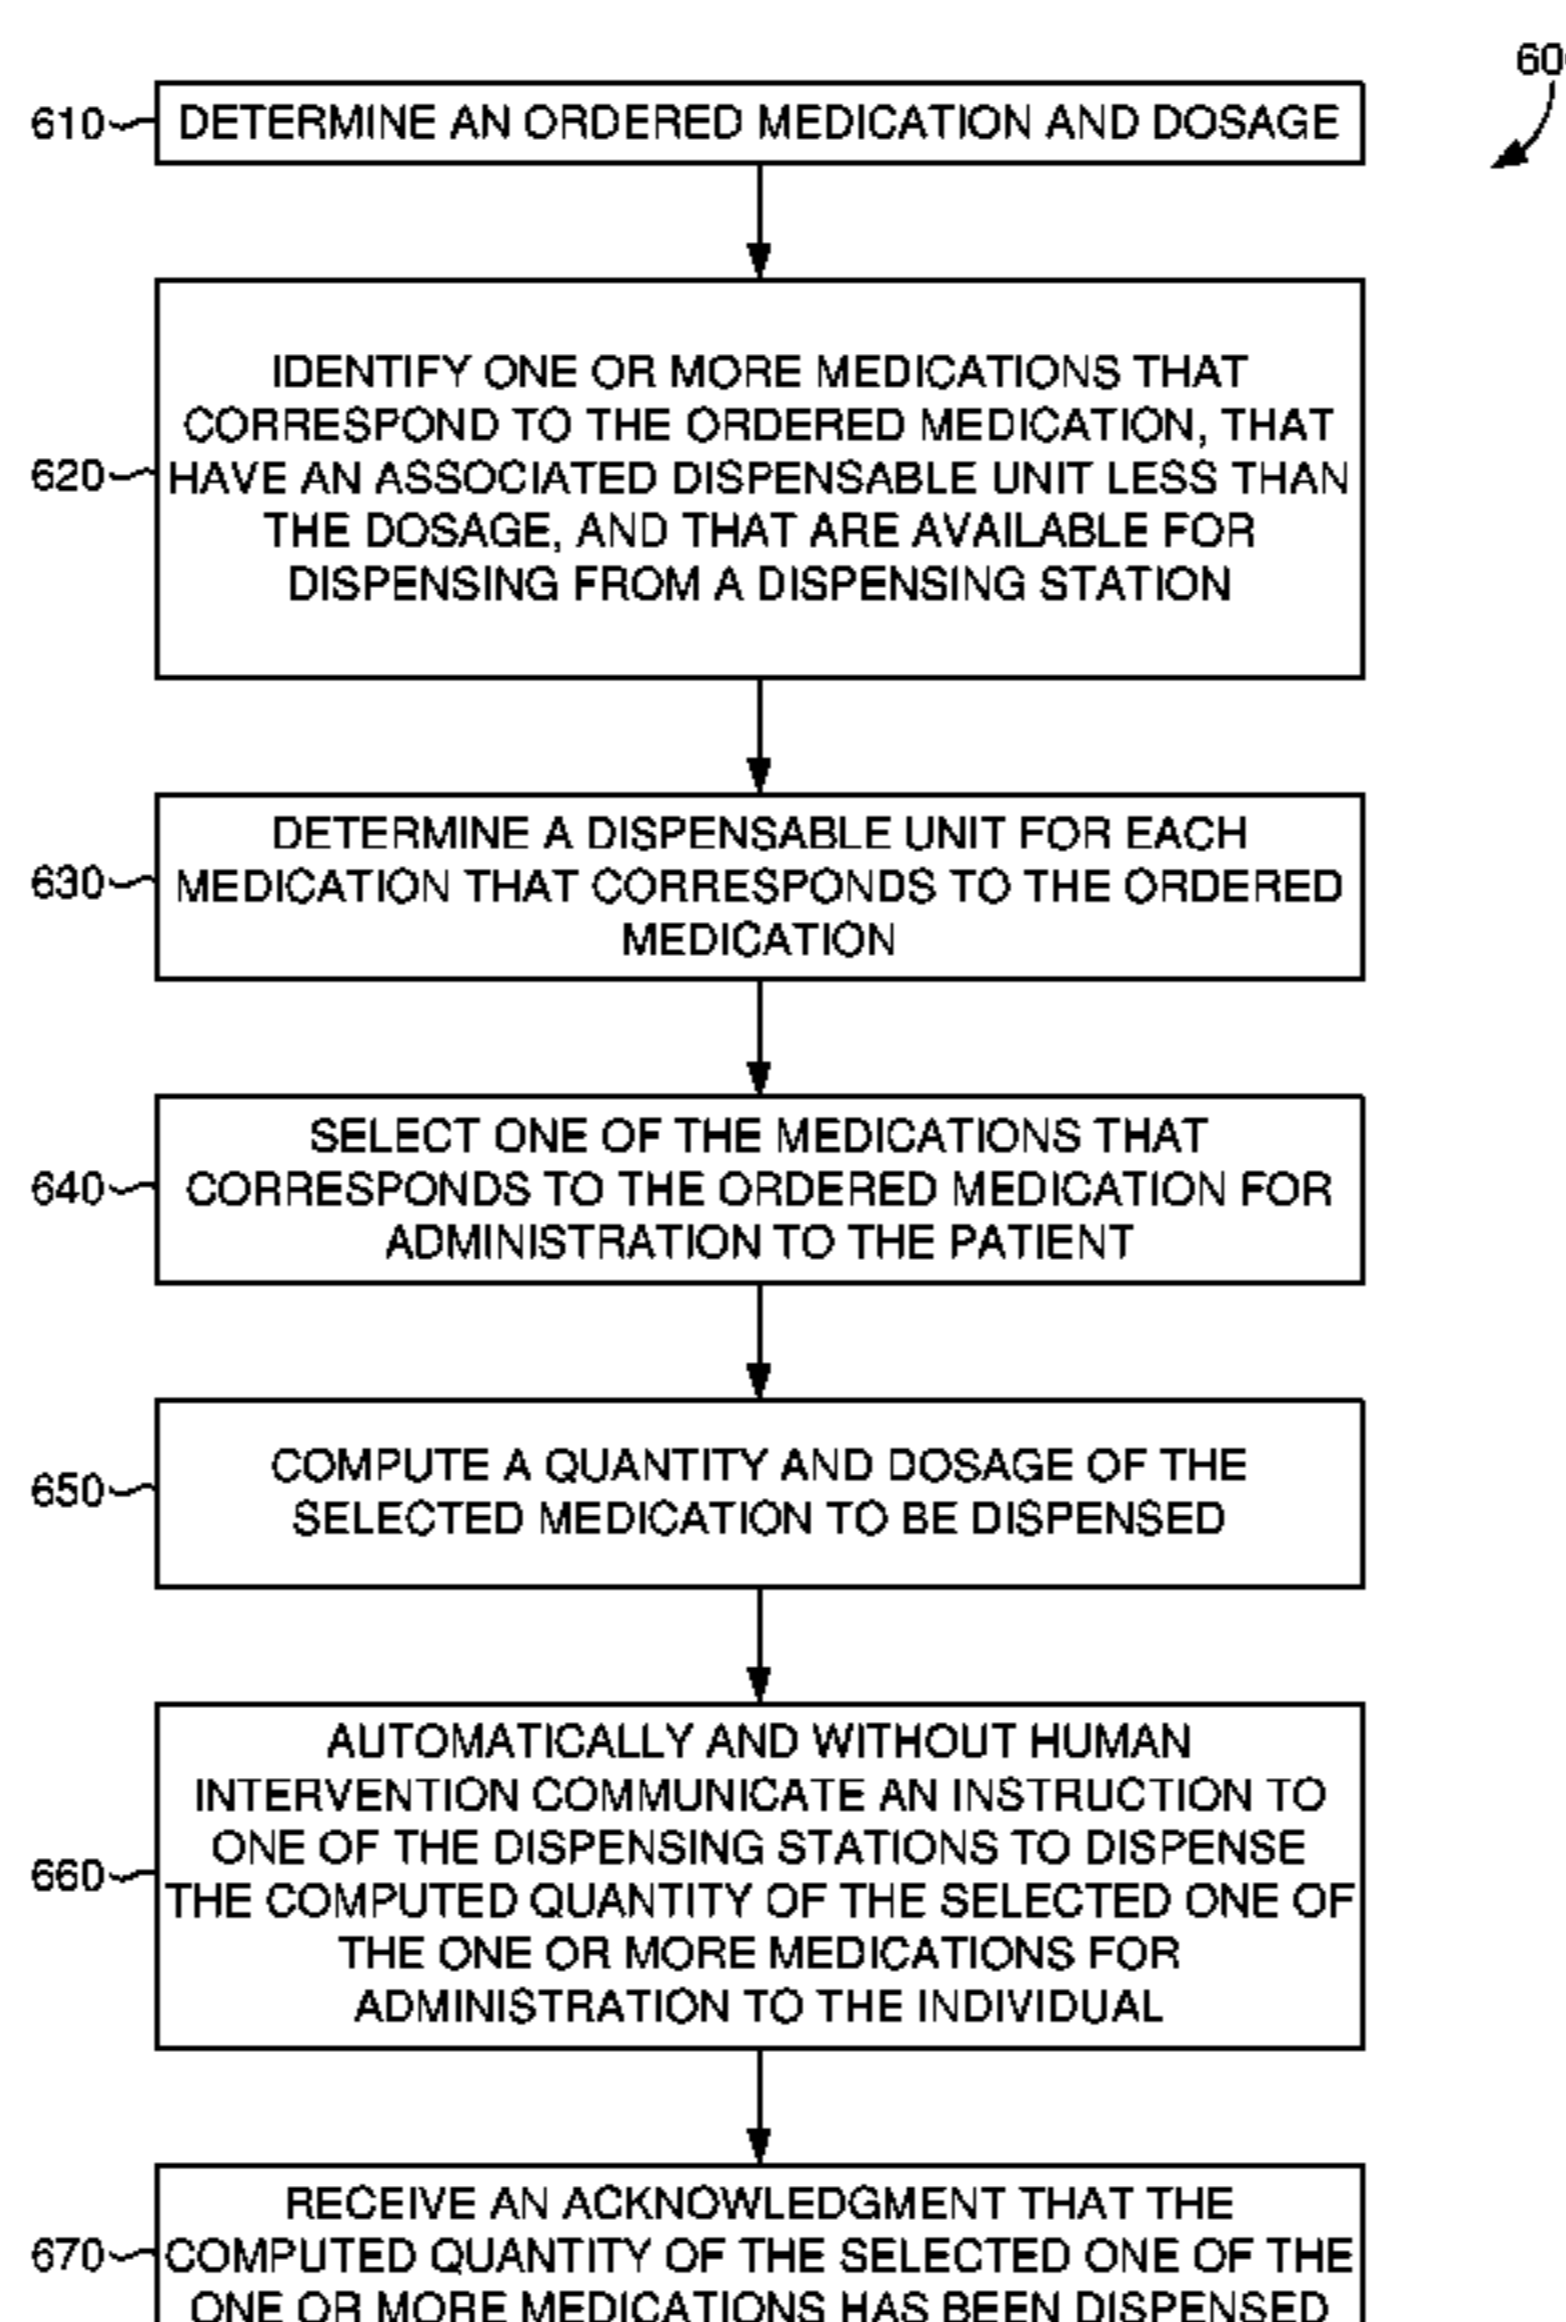 60
610
DETERMINE AN ORDERED MEDICATION AND DOSAGE
620
IDENTIFY ONE OR MORE MEDICATIONS THAT
CORRESPOND TO THE ORDERED MEDICATION, THAT
HAVE AN ASSOCIATED DISPENSABLE UNIT LESS THAN
THE DOSAGE, AND THAT ARE AVAILABLE FOR
DISPENSING FROM A DISPENSING STATION
630
DETERMINE A DISPENSABLE UNIT FOR EACH
MEDICATION THAT CORRESPONDS TO THE ORDERED
MEDICATION
640
SELECT ONE OF THE MEDICATIONS THAT
CORRESPONDS TO THE ORDERED MEDICATION FOR
ADMINISTRATION TO THE PATIENT
650
COMPUTE A QUANTITY AND DOSAGE OF THE
SELECTED MEDICATION TO BE DISPENSED
660
AUTOMATICALLY AND WITHOUT HUMAN
INTERVENTION COMMUNICATE AN INSTRUCTION TO
ONE OF THE DISPENSING STATIONS TO DISPENSE
THE COMPUTED QUANTITY OF THE SELECTED ONE OF
THE ONE OR MORE MEDICATIONS FOR
ADMINISTRATION TO THE INDIVIDUAL
670
RECEIVE AN ACKNOWLEDGMENT THAT THE
COMPUTED QUANTITY OF THE SELECTED ONE OF THE
ONE OR MORE MEDICATIONS HAS BEEN DISPENSED